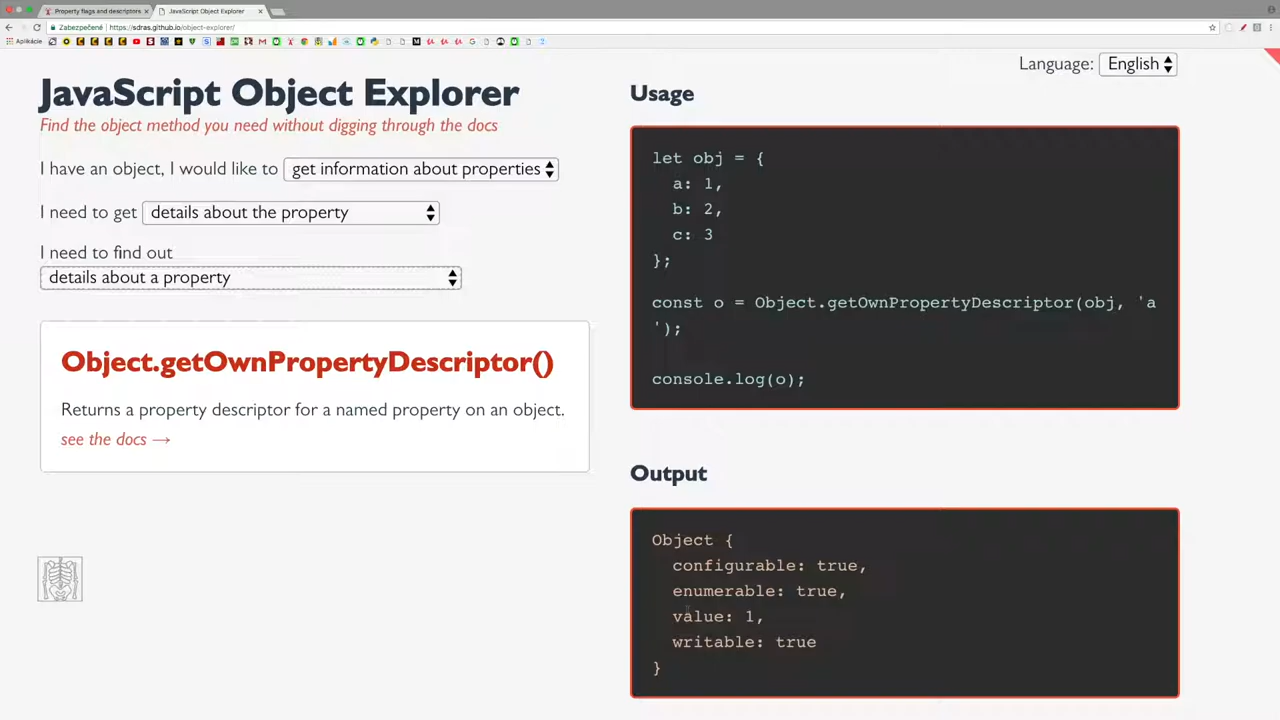 Property flags and descriptors
JavaScript Object Explorer
Zabezpečené
https://sdras.github.io/object-explorer/
Aplikácie
Language: English
JavaScript Object Explorer
Find the object method you need without digging through the docs
I have an object, I would like to get information about properties
I need to get details about the property
I need to find out
details about a property
Object.getOwnPropertyDescriptor()
Returns a property descriptor for a named property on an object.
see the docs →
Usage
let obj = {
  a: 1,
  b: 2,
  c: 3
};
const o = Object.getOwnPropertyDescriptor(obj, 'a
');
console.log(o);
Output
Object {
  configurable: true,
  enumerable: true,
  value: 1,
  writable: true
}